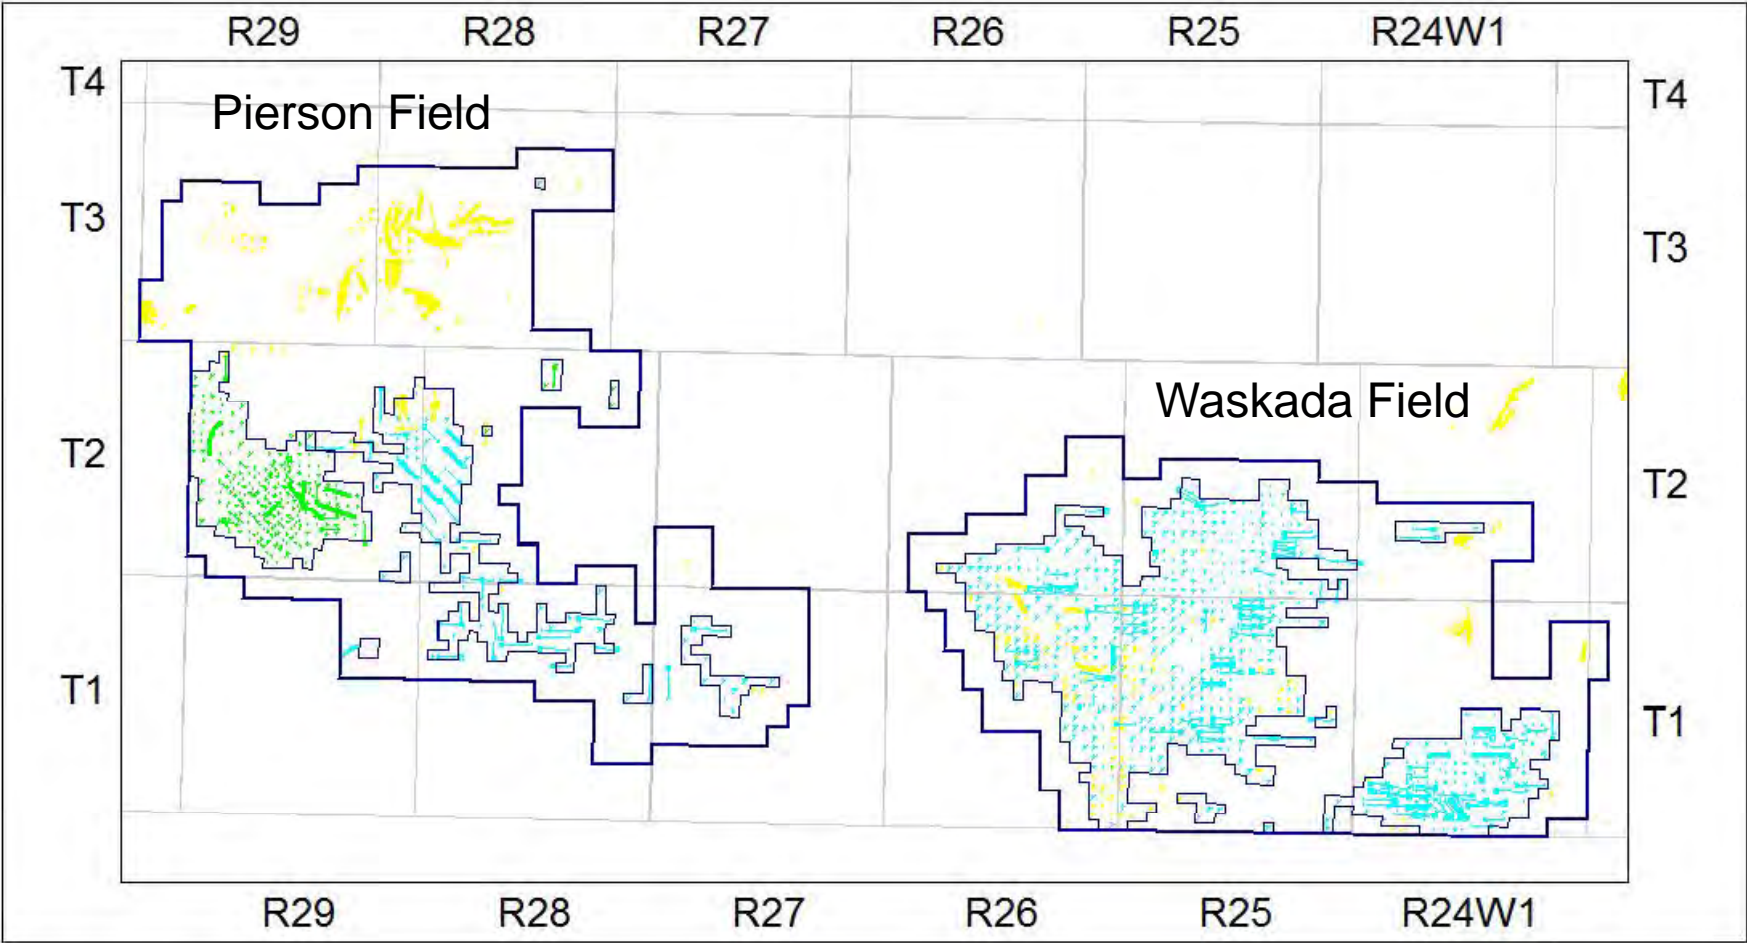 R29 R28 R27 R26 R25 R24W1
T4 T4
Pierson Field
T3 T3
Waskada Field
T2 T2
T1 T1
R29 R28 R27 R26 R25 R24W1